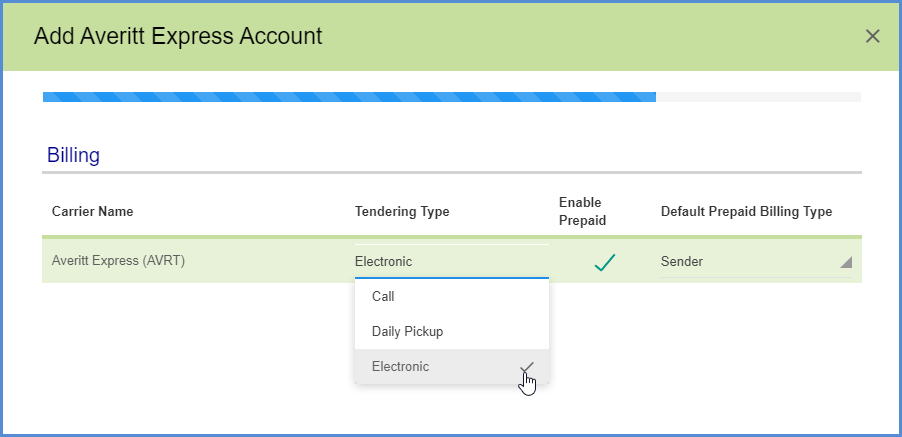 Add Averitt Express Account
Billing
Carrier Name
Tendering Type
Enable
Prepaid
Default Prepaid Billing Type
Averitt Express (AVRT)
Electronic
Sender
Call
Daily Pickup
Electronic